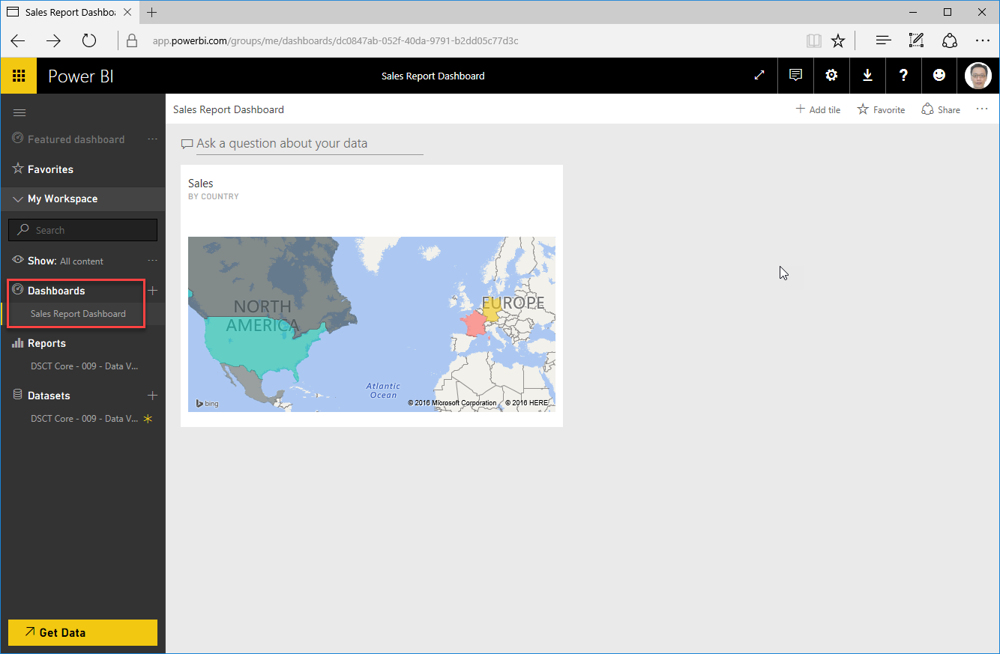 Sales Report Dashboa
app.powerbi.com/groups/me/dashboards/dc0847ab-052f-40da-9791-b2dd05c77d3c
Power BI
Sales Report Dashboard
?
Featured dashboard
Favorites
My Workspace
Search
Show: All content
Dashboards
Sales Report Dashboard
Reports
DSCT Core - 009 - Data V...
Datasets
DSCT Core - 009 - Data V...
Get Data
Sales Report Dashboard
Add tile
Favorite
Share
Ask a question about your data
Sales
BY COUNTRY
NORTH
AMERICA
EUROPE
Atlantic
Ocean
bing
© 2016 Microsoft Corporation © 2016 HERE